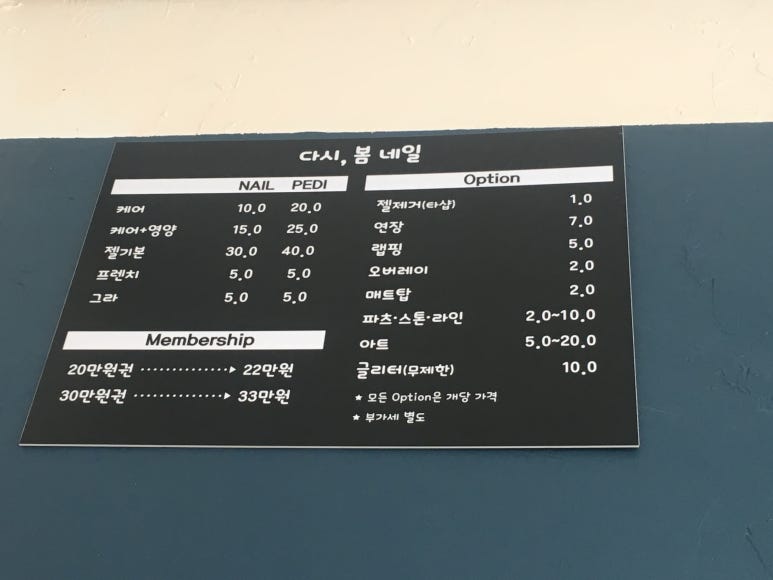 다시, 봄 네일
NAIL PEDI
케어 10.0 20.0
케어+영양 15.0 25.0
젤기본 30.0 40.0
프렌치 5.0 5.0
그라 5.0 5.0
Membership
20만원권 ·············▶ 22만원
30만원권 ·············▶ 33만원
Option
젤제거(타샵) 1.0
연장 7.0
랩핑 5.0
오버레이 2.0
매트탑 2.0
파츠·스톤·라인 2.0~10.0
아트 5.0~20.0
글리터(무제한) 10.0
★ 모든 Option은 개당 가격
★ 부가세 별도